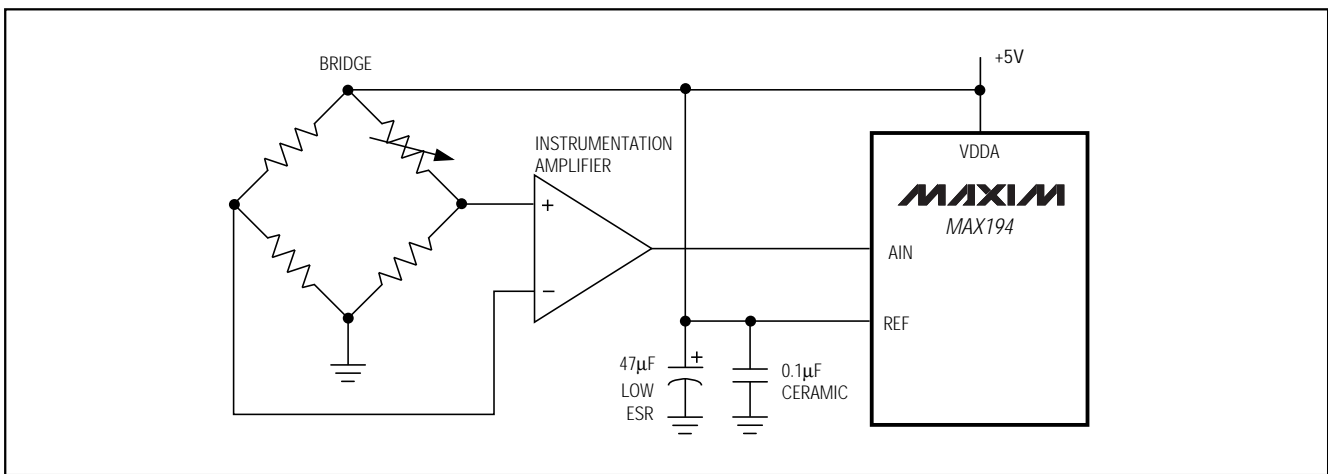 BRIDGE
+5V
INSTRUMENTATION
AMPLIFIER
+
−
VDDA
MAXIM
MAX194
AIN
REF
+
47µF
LOW
ESR
0.1µF
CERAMIC